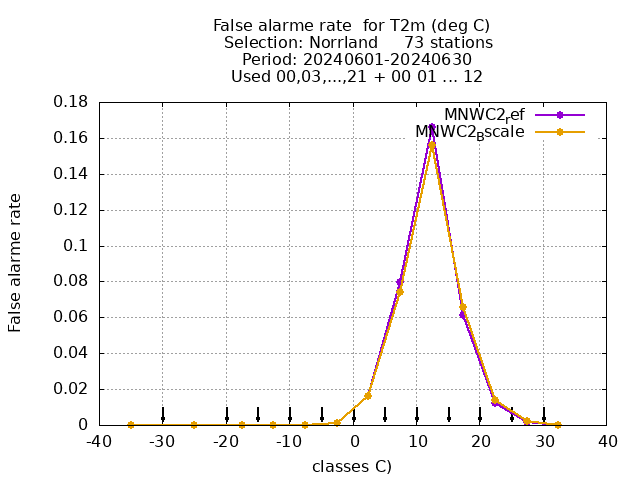 False alarme rate  for T2m (deg C)
Selection: Norrland     73 stations
Period: 20240601-20240630
Used 00,03,...,21 + 00 01 ... 12
MNWC2ref
MNWC2Bscale
False alarme rate
0.18
0.16
0.14
0.12
0.1
0.08
0.06
0.04
0.02
0
-40 -30 -20 -10 0 10 20 30 40
classes C)